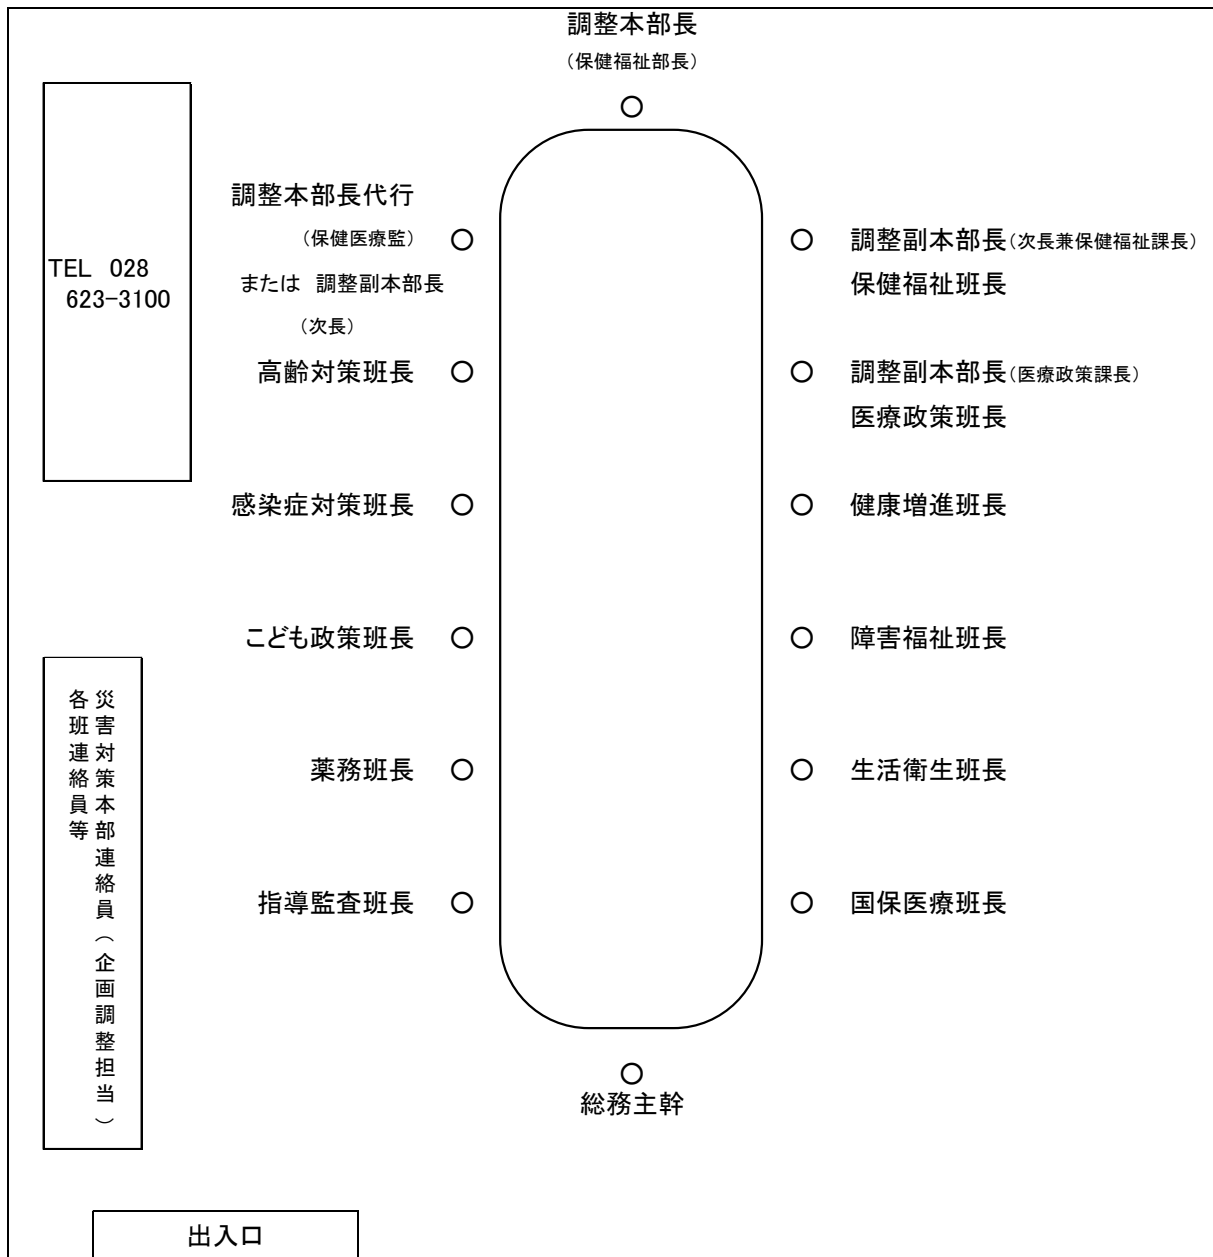 調整本部長
（保健福祉部長）
TEL 028
623-3100
調整本部長代行
（保健医療監）
または 調整副本部長
（次長）
調整副本部長（次長兼保健福祉課長）
保健福祉班長
高齢対策班長
調整副本部長（医療政策課長）
医療政策班長
感染症対策班長
健康増進班長
こども政策班長
障害福祉班長
災害対策本部連絡員（企画調整担当）
各班連絡員等
薬務班長
生活衛生班長
指導監査班長
国保医療班長
総務主幹
出入口